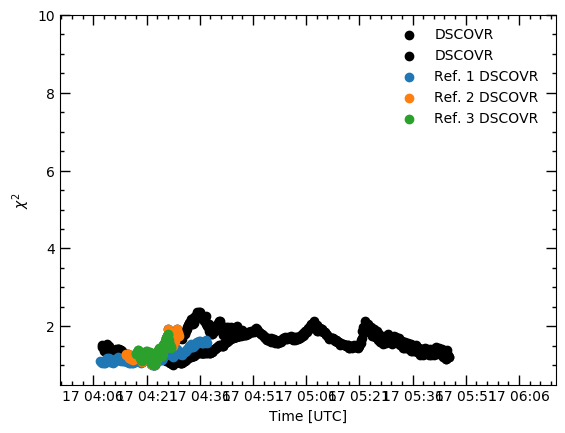 10
8
6
4
2
χ²
DSCOVR
DSCOVR
Ref. 1 DSCOVR
Ref. 2 DSCOVR
Ref. 3 DSCOVR
17 04:06 17 04:21 17 04:36 17 04:51 17 05:06 17 05:21 17 05:36 17 05:51 17 06:06
Time [UTC]